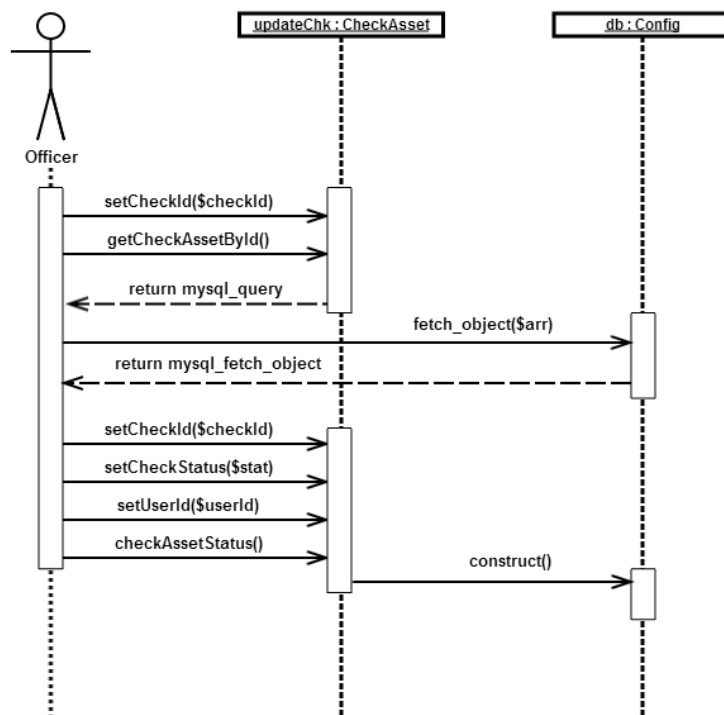 updateChk : CheckAsset
db : Config
Officer
setCheckId($checkId)
getCheckAssetById()
return mysql_query
fetch_object($arr)
return mysql_fetch_object
setCheckId($checkId)
setCheckStatus($stat)
setUserId($userId)
checkAssetStatus()
construct()